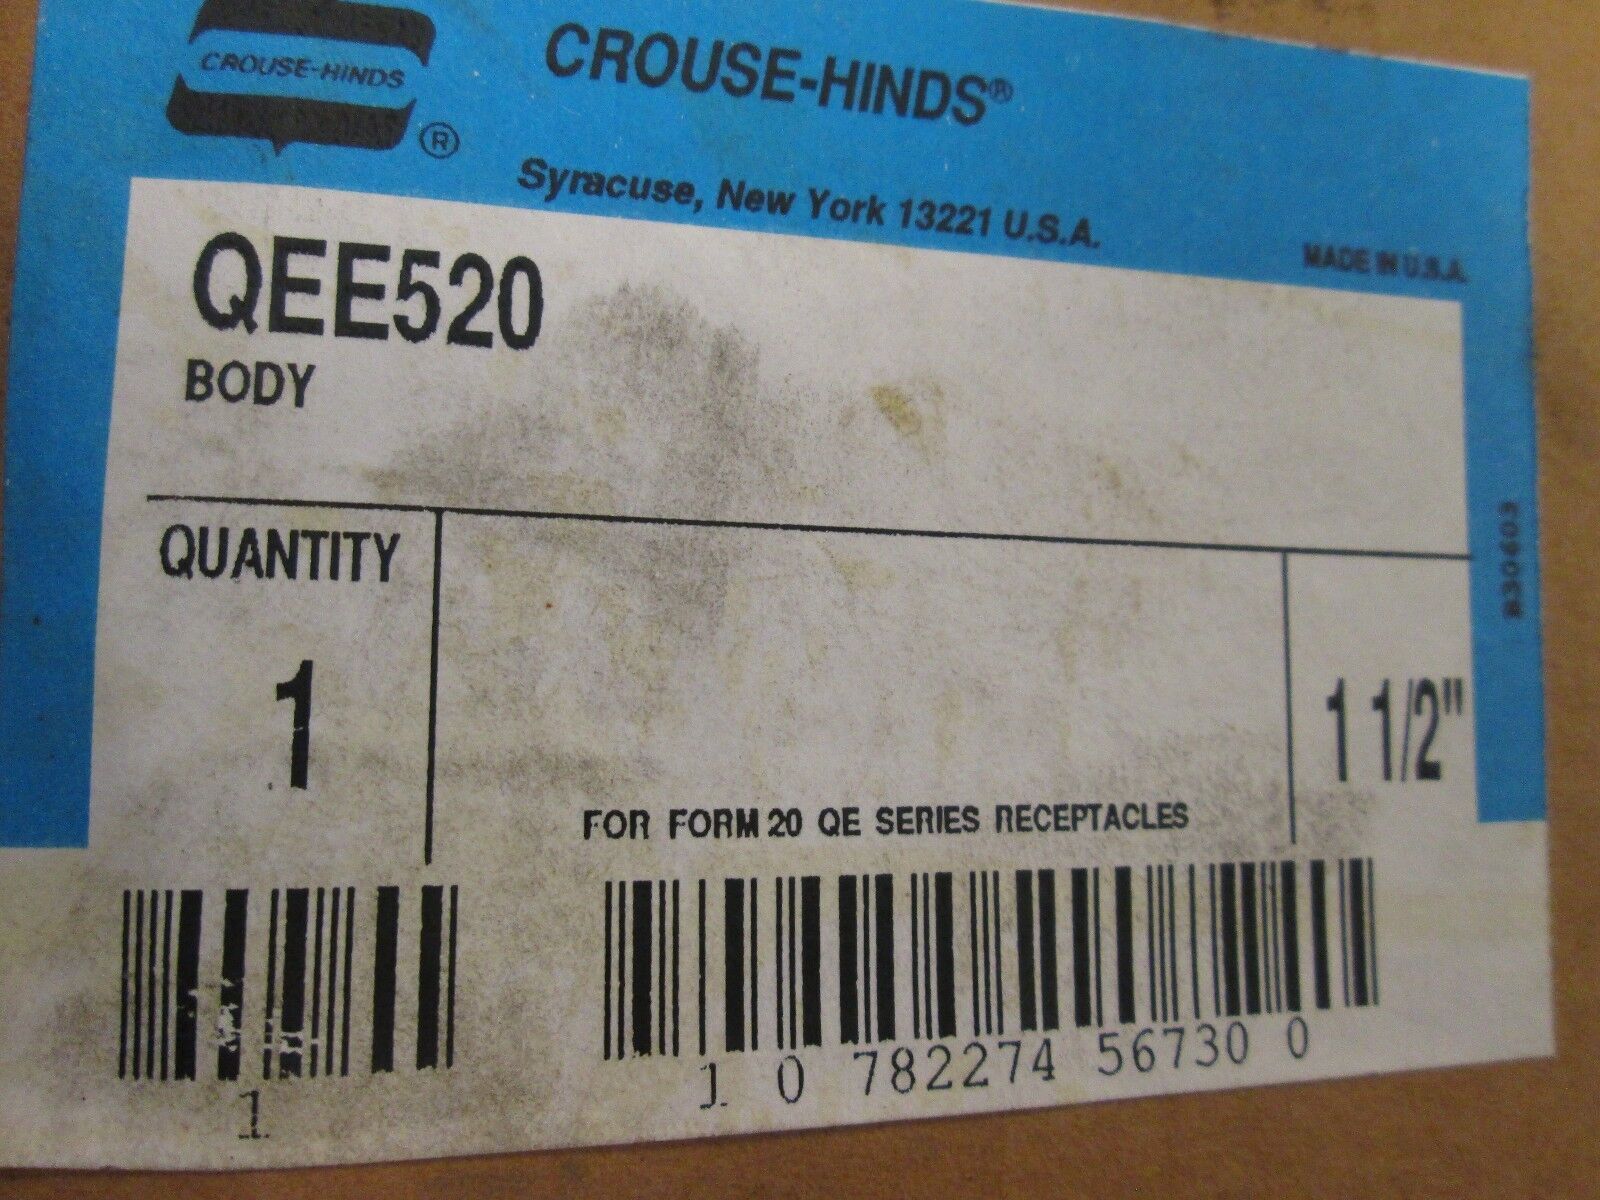 CROUSE-HINDS
®
CROUSE-HINDS®
Syracuse, New York 13221 U.S.A.
MADE IN U.S.A.
QEE520
BODY
QUANTITY
1
1 1/2"
FOR FORM 20 QE SERIES RECEPTACLES
1
1 0 782274 56730 0